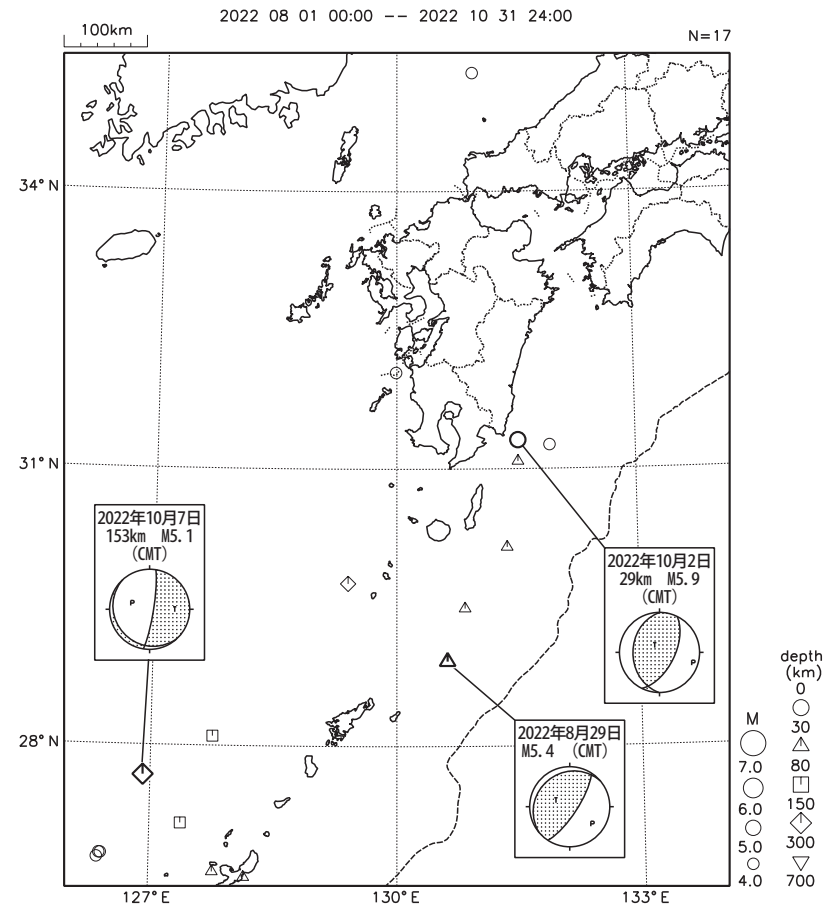 2022 08 01 00:00 -- 2022 10 31 24:00
100km
N=17
34°N
31°N
28°N
127°E
130°E
133°E
2022年10月7日
153km M5.1
(CMT)
P
T
2022年10月2日
29km M5.9
(CMT)
T
P
2022年8月29日
M5.4 (CMT)
T
P
M
7.0
6.0
5.0
4.0
depth
(km)
0
30
80
150
300
700